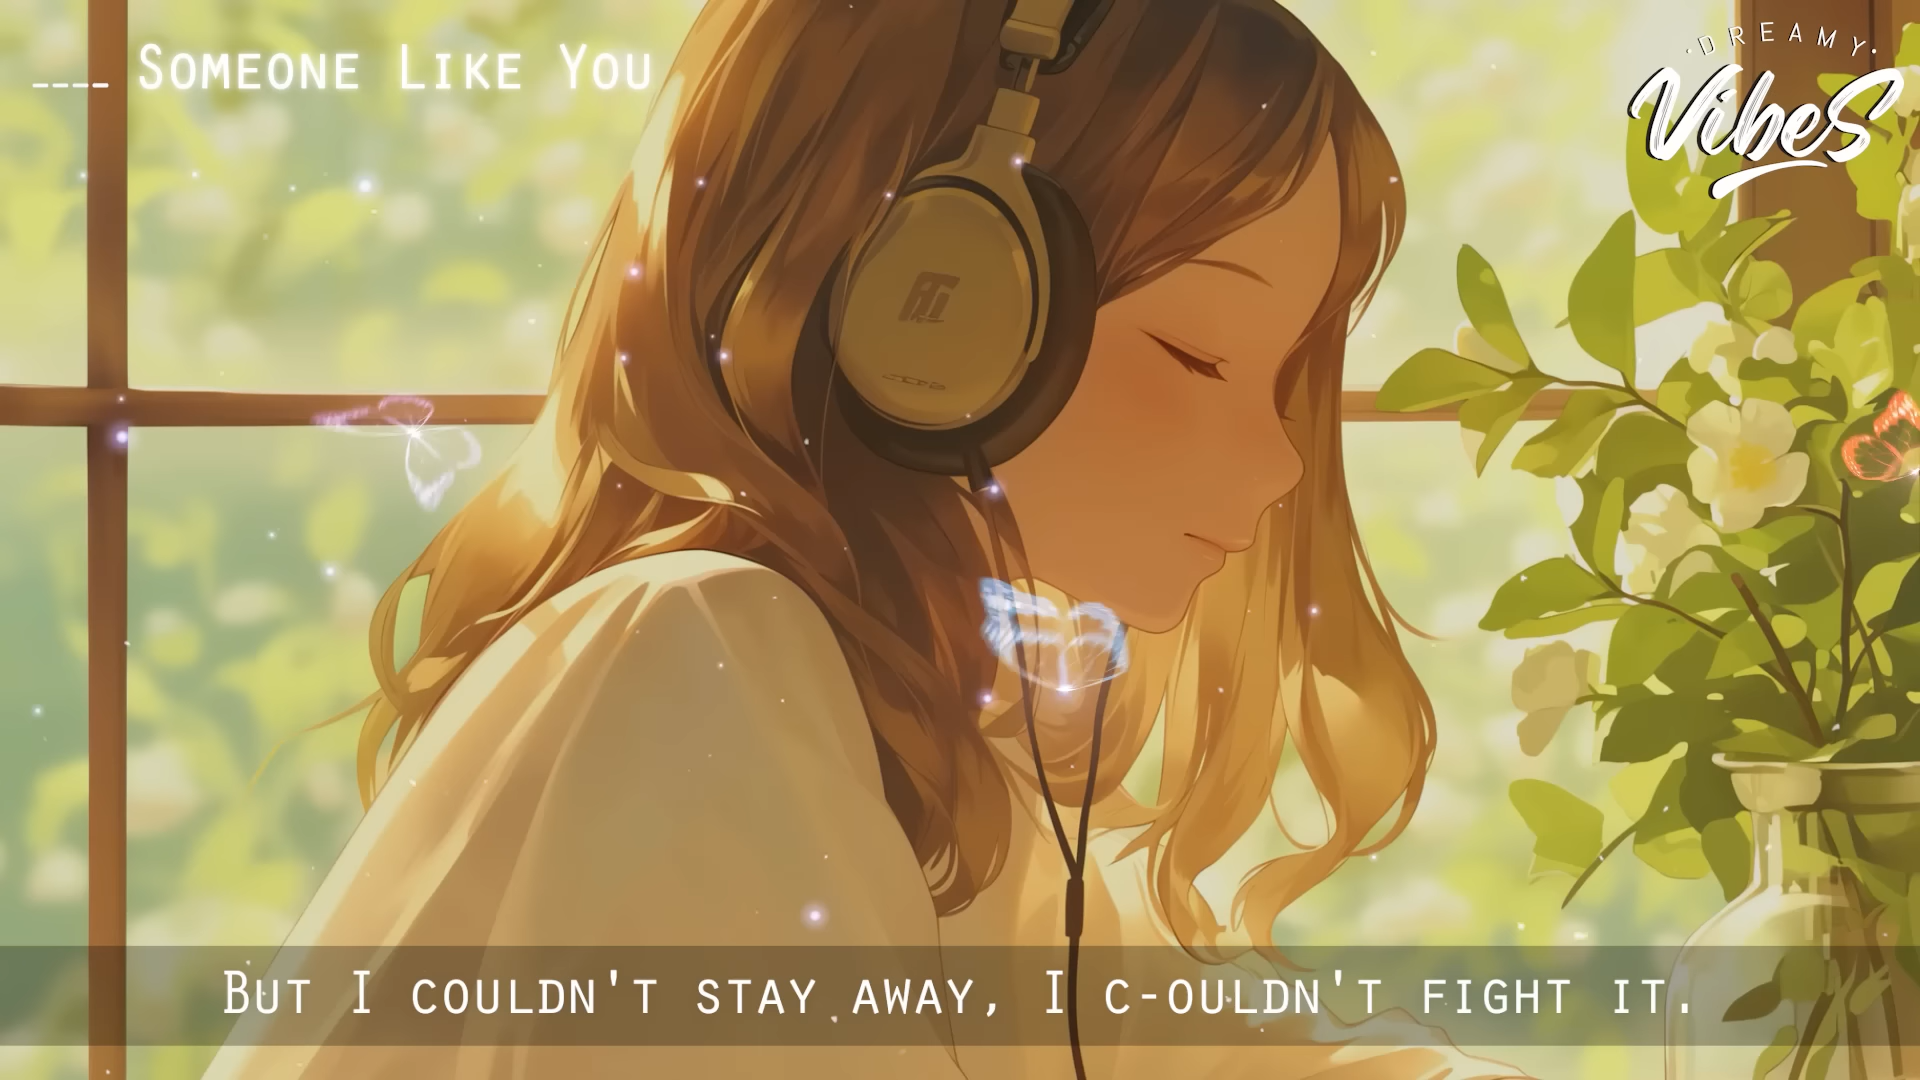 ---- Someone Like You
DREAMY
Vibes
But I couldn't stay away, I c-ouldn't fight it.